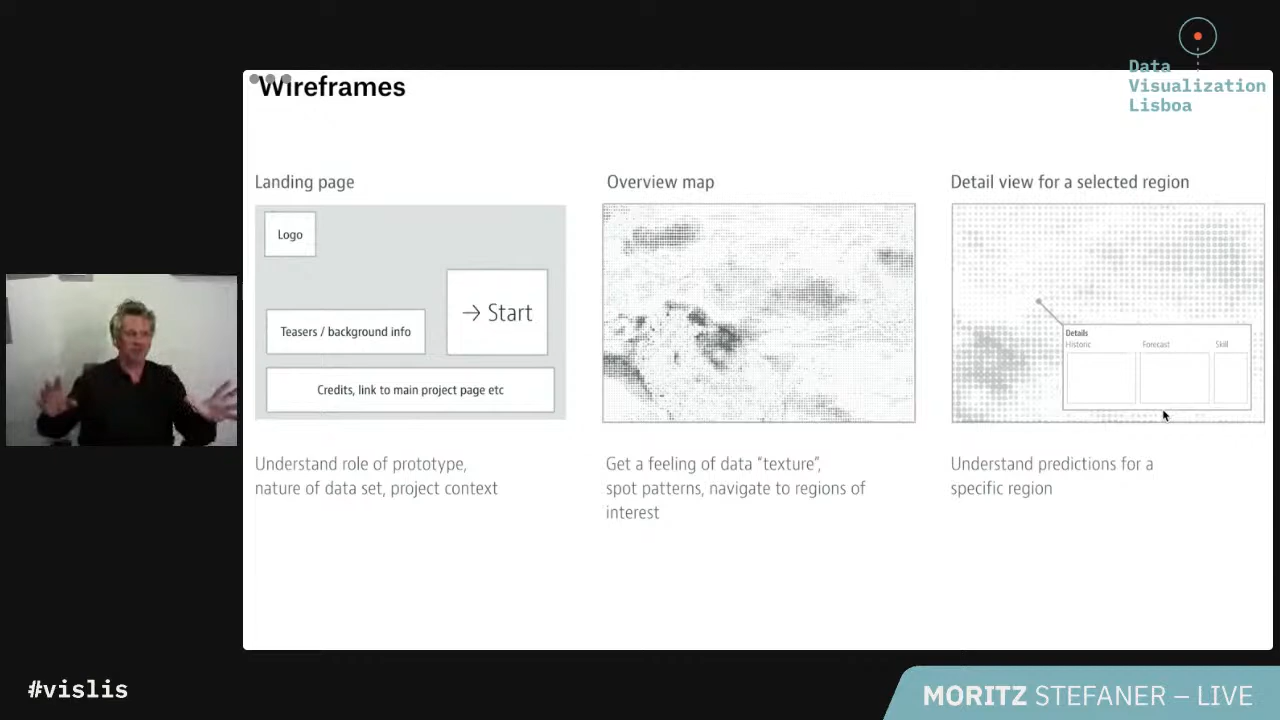 Data
Visualization
Lisboa
Wireframes
Landing page
Logo
→ Start
Teasers / background info
Credits, link to main project page etc
Understand role of prototype,
nature of data set, project context
Overview map
Get a feeling of data “texture”,
spot patterns, navigate to regions of
interest
Detail view for a selected region
Details
Historic Forecast Skill
Understand predictions for a
specific region
#vislis
MORITZ STEFANER – LIVE